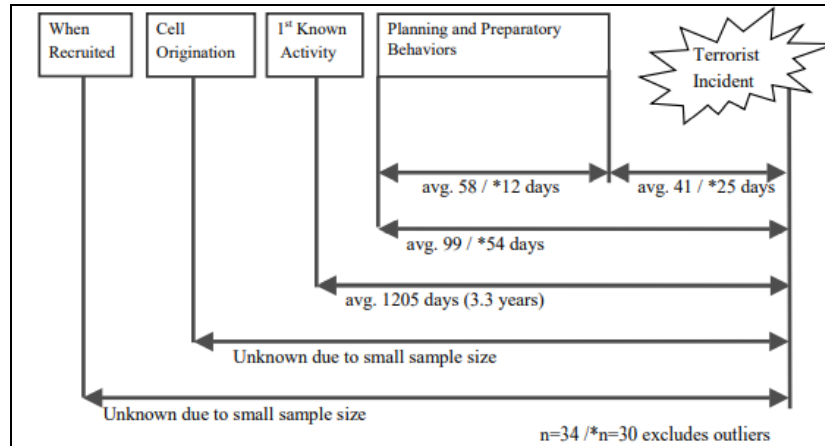 When
Recruited
Cell
Origination
1st Known
Activity
Planning and Preparatory
Behaviors
Terrorist
Incident
avg. 58 / *12 days
avg. 41 / *25 days
avg. 99 / *54 days
avg. 1205 days (3.3 years)
Unknown due to small sample size
Unknown due to small sample size
n=34 /*n=30 excludes outliers